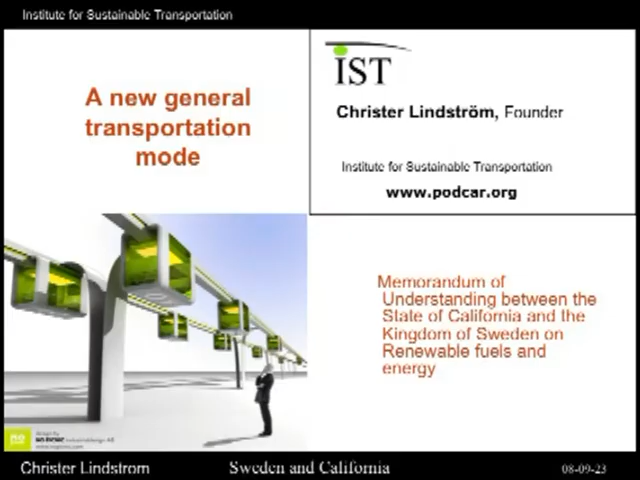 Institute for Sustainable Transportation
A new general
transportation
mode
IST
Christer Lindström, Founder
Institute for Sustainable Transportation
www.podcar.org
Memorandum of
Understanding between the
State of California and the
Kingdom of Sweden on
Renewable fuels and
energy
Christer Lindstrom
Sweden and California
08-09-23